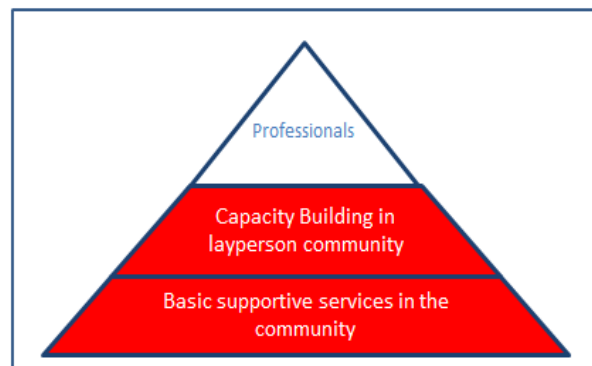 Professionals
Capacity Building in
layperson community
Basic supportive services in the
community